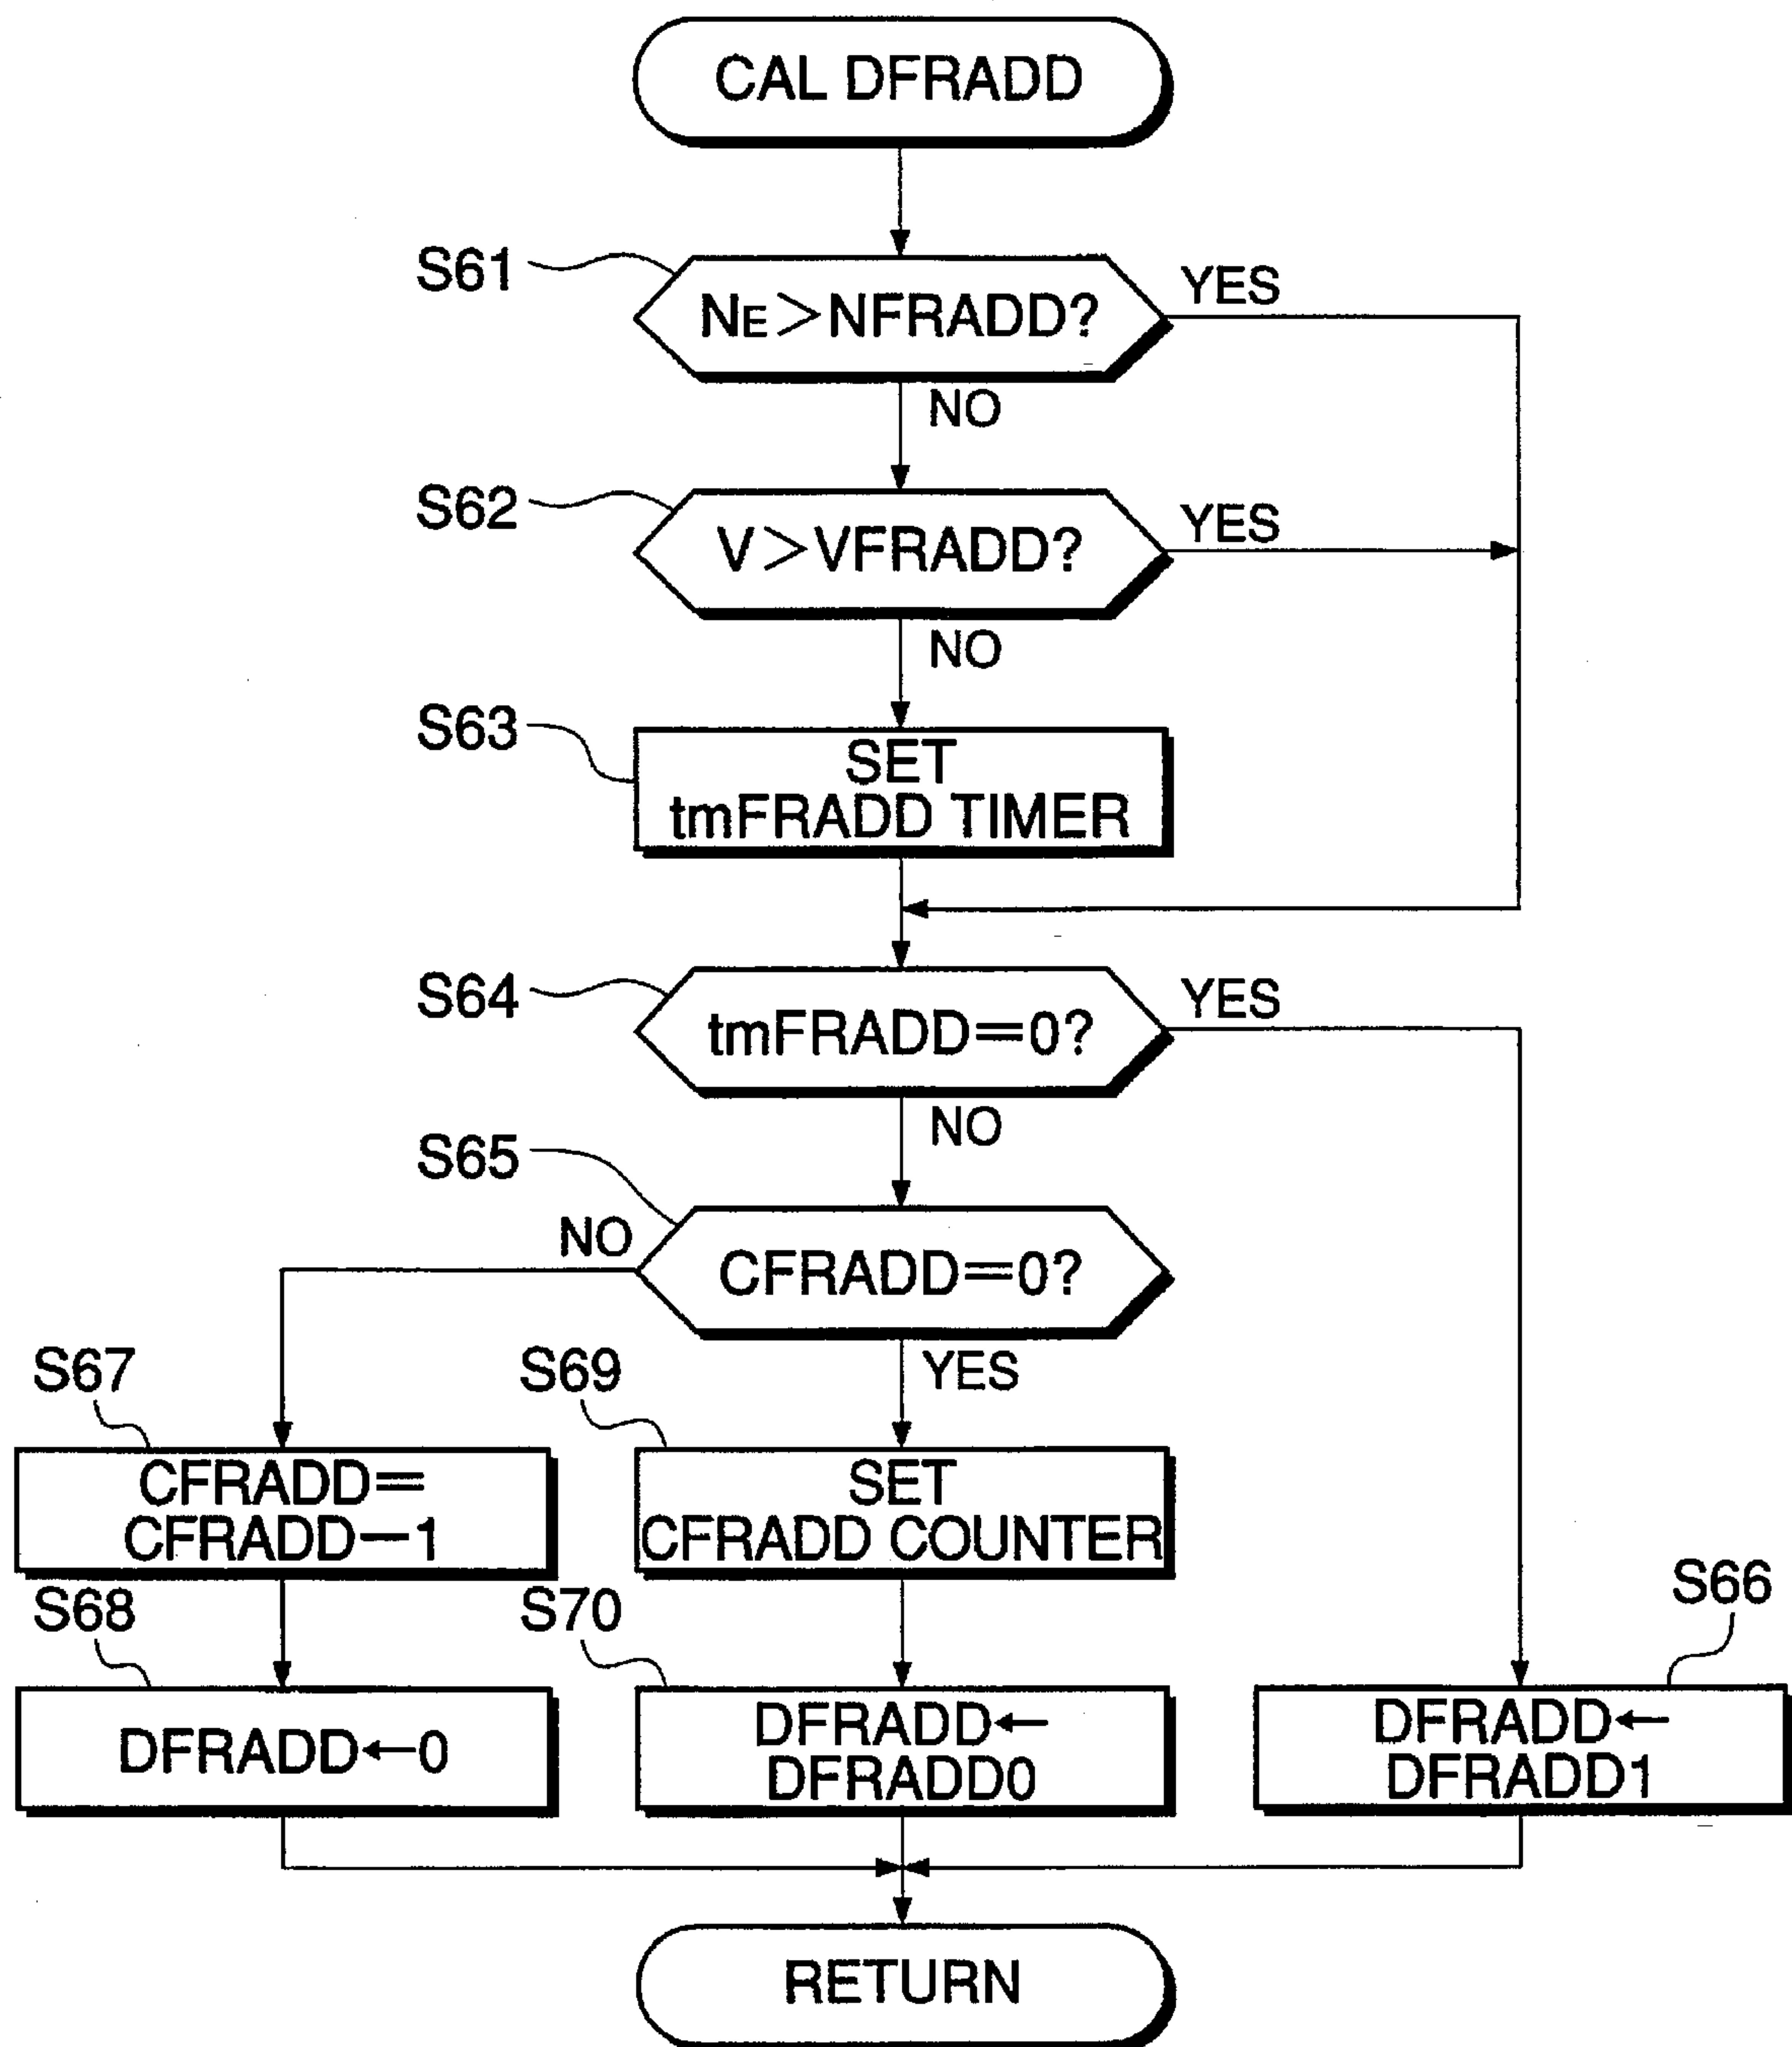 CAL DFRADD
S61
NE>NFRADD?
YES
NO
S62
V>VFRADD?
YES
NO
S63
SET
tmFRADD TIMER
S64
tmFRADD=0?
YES
NO
S65
CFRADD=0?
NO
YES
S67
CFRADD=
CFRADD-1
S69
SET
CFRADD COUNTER
S68
DFRADD←0
S70
DFRADD←
DFRADD0
S66
DFRADD←
DFRADD1
RETURN